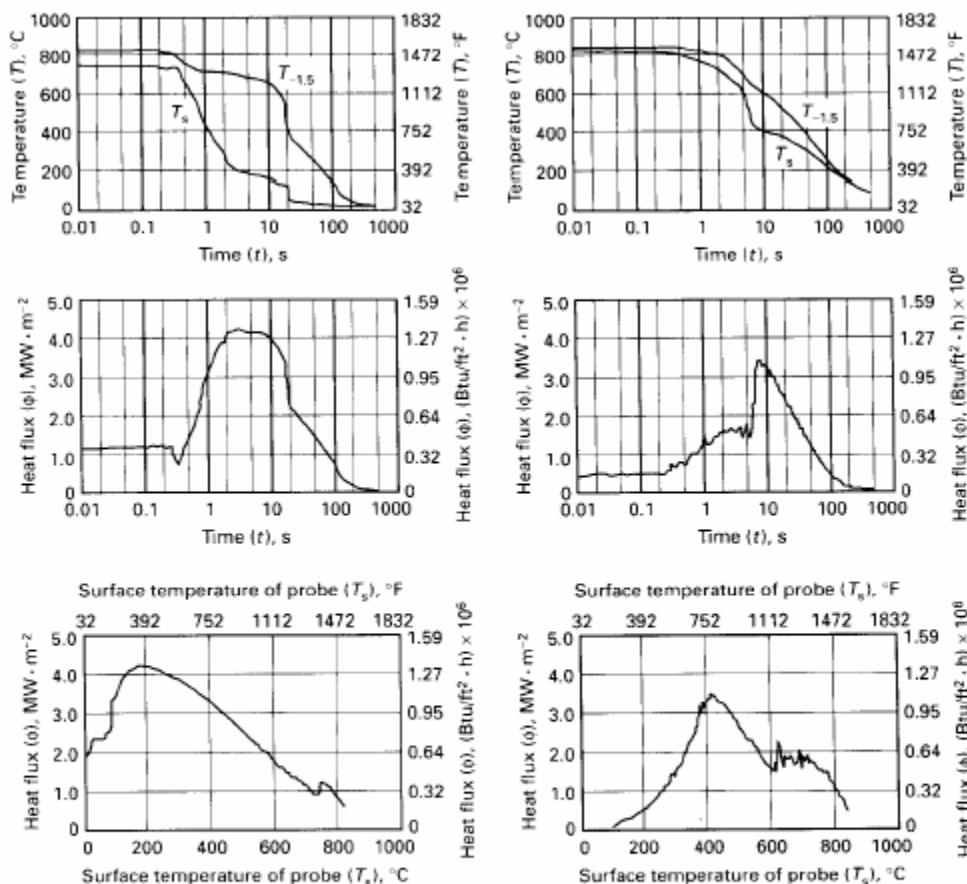 1000
800
600
400
200
0
Temperature (T), °C
1832
1472
1112
752
392
32
Temperature (T), °F
T₋₁.₅
Tₛ
0.01 0.1 1 10 100 1000
Time (t), s
1000
800
600
400
200
0
Temperature (T), °C
1832
1472
1112
752
392
32
Temperature (T), °F
T₋₁.₅
Tₛ
0.01 0.1 1 10 100 1000
Time (t), s
5.0
4.0
3.0
2.0
1.0
0
Heat flux (ϕ), MW · m⁻²
1.59
1.27
0.95
0.64
0.32
0
Heat flux (ϕ), (Btu/ft² · h) × 10⁶
0.01 0.1 1 10 100 1000
Time (t), s
5.0
4.0
3.0
2.0
1.0
0
Heat flux (ϕ), MW · m⁻²
1.59
1.27
0.95
0.64
0.32
0
Heat flux (ϕ), (Btu/ft² · h) × 10⁶
0.01 0.1 1 10 100 1000
Time (t), s
Surface temperature of probe (Tₛ), °F
32 392 752 1112 1472 1832
5.0
4.0
3.0
2.0
1.0
0
Heat flux (ϕ), MW · m⁻²
1.59
1.27
0.95
0.64
0.32
0
Heat flux (ϕ), (Btu/ft² · h) × 10⁶
0 200 400 600 800 1000
Surface temperature of probe (Tₛ), °C
Surface temperature of probe (Tₛ), °F
32 392 752 1112 1472 1832
5.0
4.0
3.0
2.0
1.0
0
Heat flux (ϕ), MW · m⁻²
1.59
1.27
0.95
0.64
0.32
0
Heat flux (ϕ), (Btu/ft² · h) × 10⁶
0 200 400 600 800 1000
Surface temperature of probe (Tₛ), °C